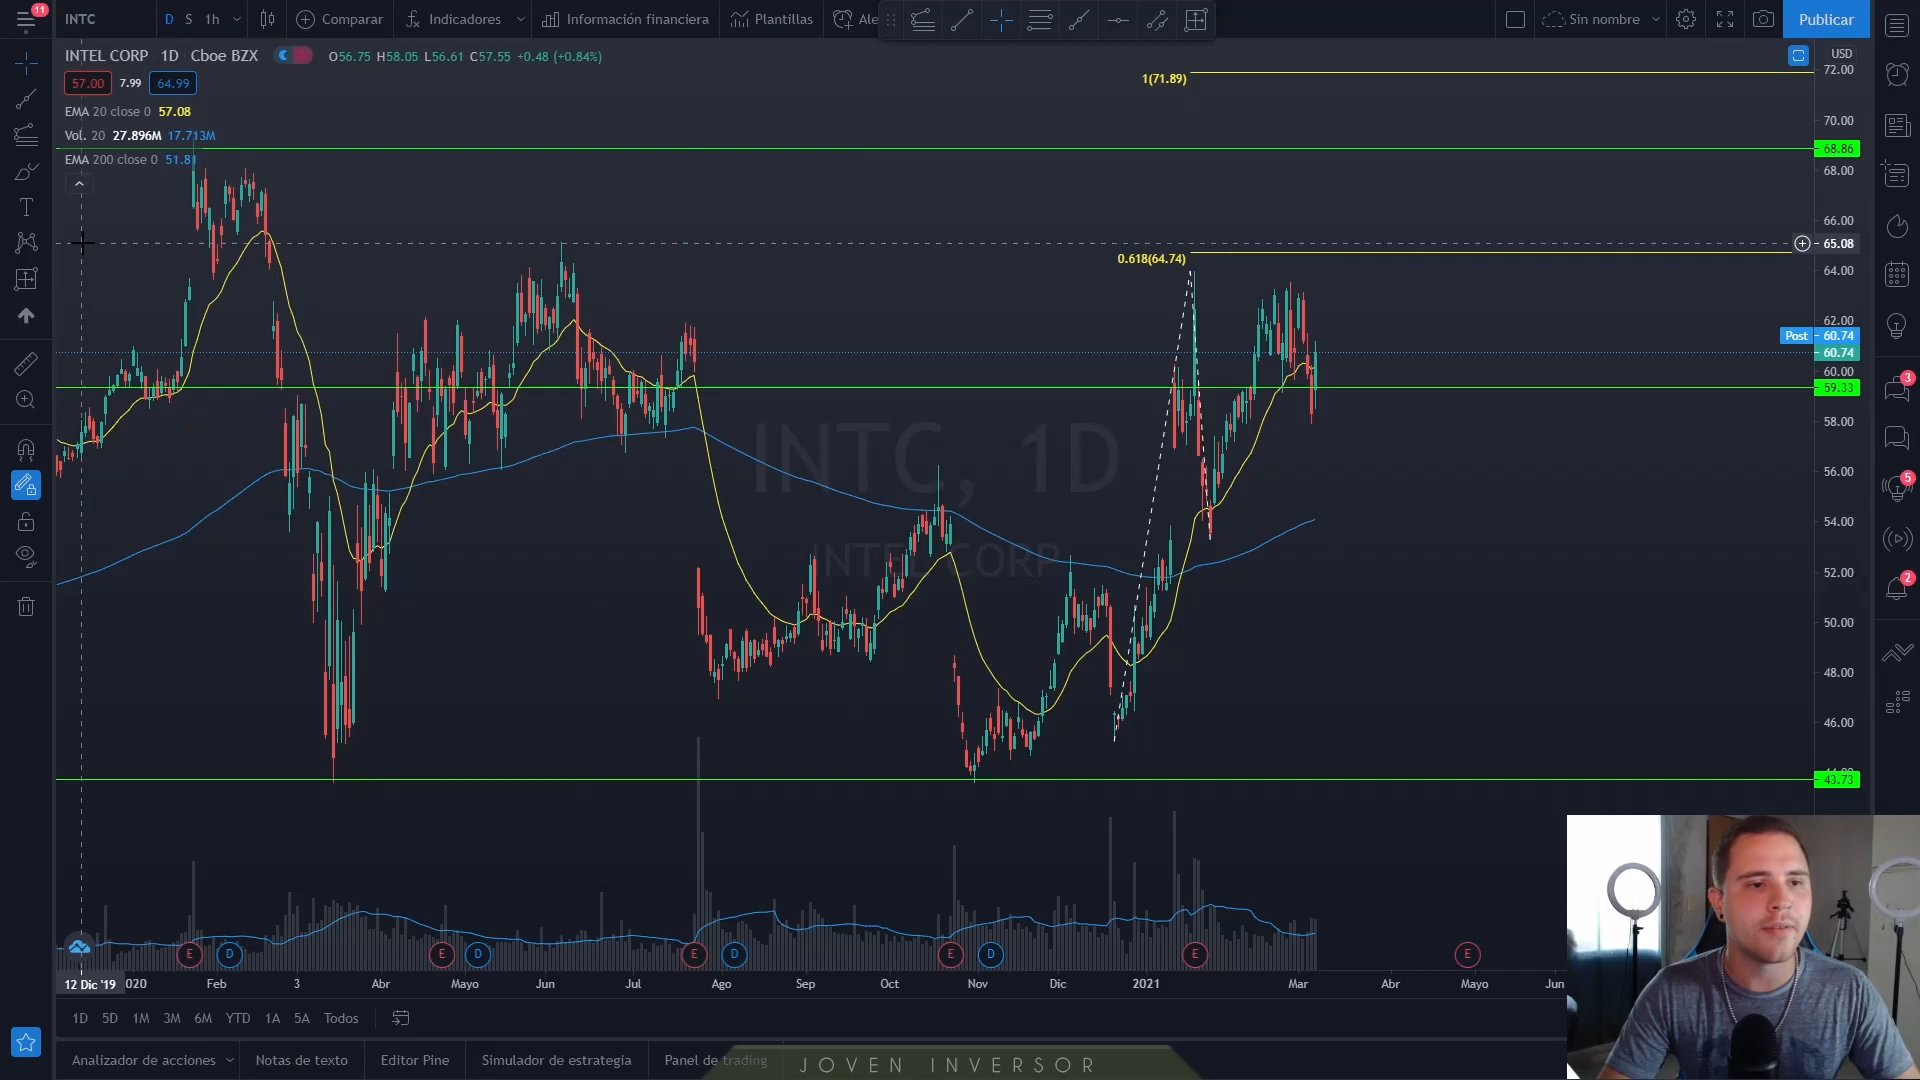 11
INTC D S 1h Comparar Indicadores Información financiera Plantillas Ale Sin nombre Publicar
INTEL CORP 1D Cboe BZX O56.75 H58.05 L56.61 C57.55 +0.48 (+0.84%)
57.00 7.99 64.99
EMA 20 close 0 57.08
Vol. 20 27.896M 17.713M
EMA 200 close 0 51.81
USD
72.00
1(71.89)
70.00
68.86
68.00
66.00
65.08
0.618(64.74)
64.00
62.00
Post 60.74
60.74
60.00
59.33
58.00
56.00
54.00
52.00
50.00
48.00
46.00
43.73
INTC, 1D
INTEL CORP
3
5
2
E D E D E D E D E E
12 Dic '19 020 Feb 3 Abr Mayo Jun Jul Ago Sep Oct Nov Dic 2021 Mar Abr Mayo Jun
1D 5D 1M 3M 6M YTD 1A 5A Todos
Analizador de acciones Notas de texto Editor Pine Simulador de estrategia Panel de trading
JOVEN INVERSOR